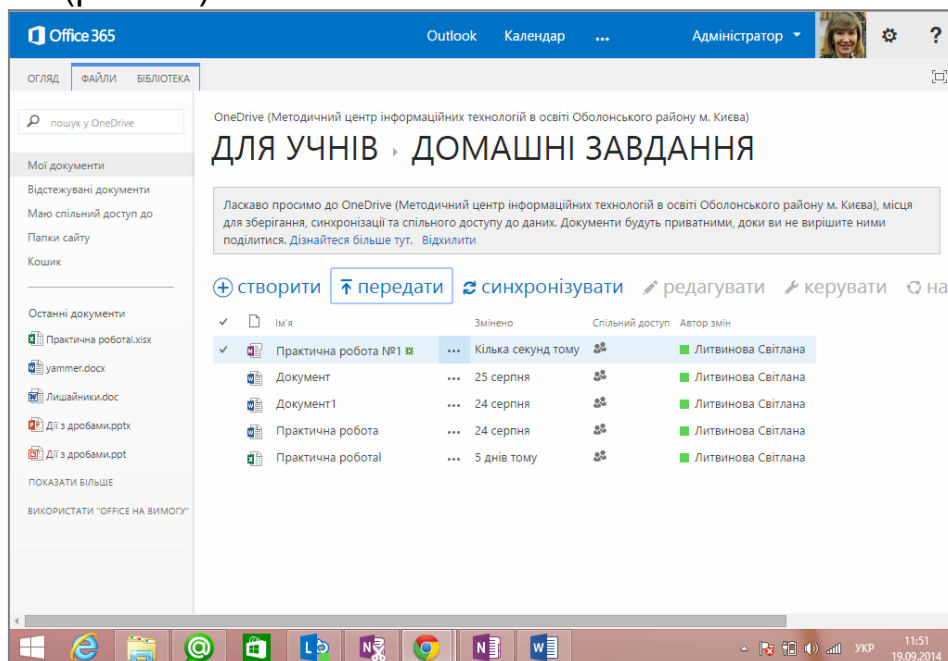 Office 365 Outlook Календар ... Адміністратор ?
ОГЛЯД ФАЙЛИ БІБЛІОТЕКА
пошук у OneDrive
Мої документи
Відстежувані документи
Маю спільний доступ до
Папки сайту
Кошик
Останні документи
Практична роботаІ.xlsx
yammer.docx
Лишайники.doc
Дії з дробами.pptx
Дії з дробами.ppt
ПОКАЗАТИ БІЛЬШЕ
ВИКОРИСТАТИ "OFFICE НА ВИМОГУ"
OneDrive (Методичний центр інформаційних технологій в освіті Оболонського району м. Києва)
ДЛЯ УЧНІВ ▸ ДОМАШНІ ЗАВДАННЯ
Ласкаво просимо до OneDrive (Методичний центр інформаційних технологій в освіті Оболонського району м. Києва), місця
для зберігання, синхронізації та спільного доступу до даних. Документи будуть приватними, доки ви не вирішите ними
поділитися. Дізнайтеся більше тут. Відхилити
створити передати синхронізувати редагувати керувати на
Ім'я Змінено Спільний доступ Автор змін
Практична робота №1 ... Кілька секунд тому Литвинова Світлана
Документ ... 25 серпня Литвинова Світлана
Документ1 ... 24 серпня Литвинова Світлана
Практична робота ... 24 серпня Литвинова Світлана
Практична роботаІ ... 5 днів тому Литвинова Світлана
УКР 11:51
19.09.2014